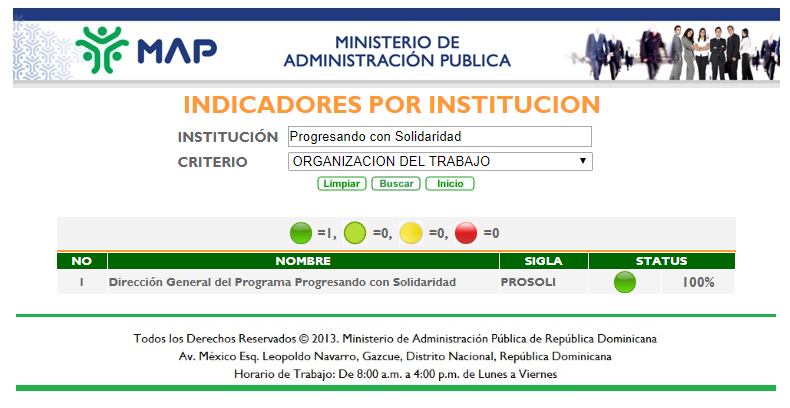 MAP
MINISTERIO DE
ADMINISTRACIÓN PUBLICA
INDICADORES POR INSTITUCION
INSTITUCIÓN Progresando con Solidaridad
CRITERIO ORGANIZACION DEL TRABAJO
Limpiar Buscar Inicio
=1, =0, =0, =0
NO NOMBRE SIGLA STATUS
1 Dirección General del Programa Progresando con Solidaridad PROSOLI 100%
Todos los Derechos Reservados © 2013. Ministerio de Administración Pública de República Dominicana
Av. México Esq. Leopoldo Navarro, Gazcue, Distrito Nacional, República Dominicana
Horario de Trabajo: De 8:00 a.m. a 4:00 p.m. de Lunes a Viernes